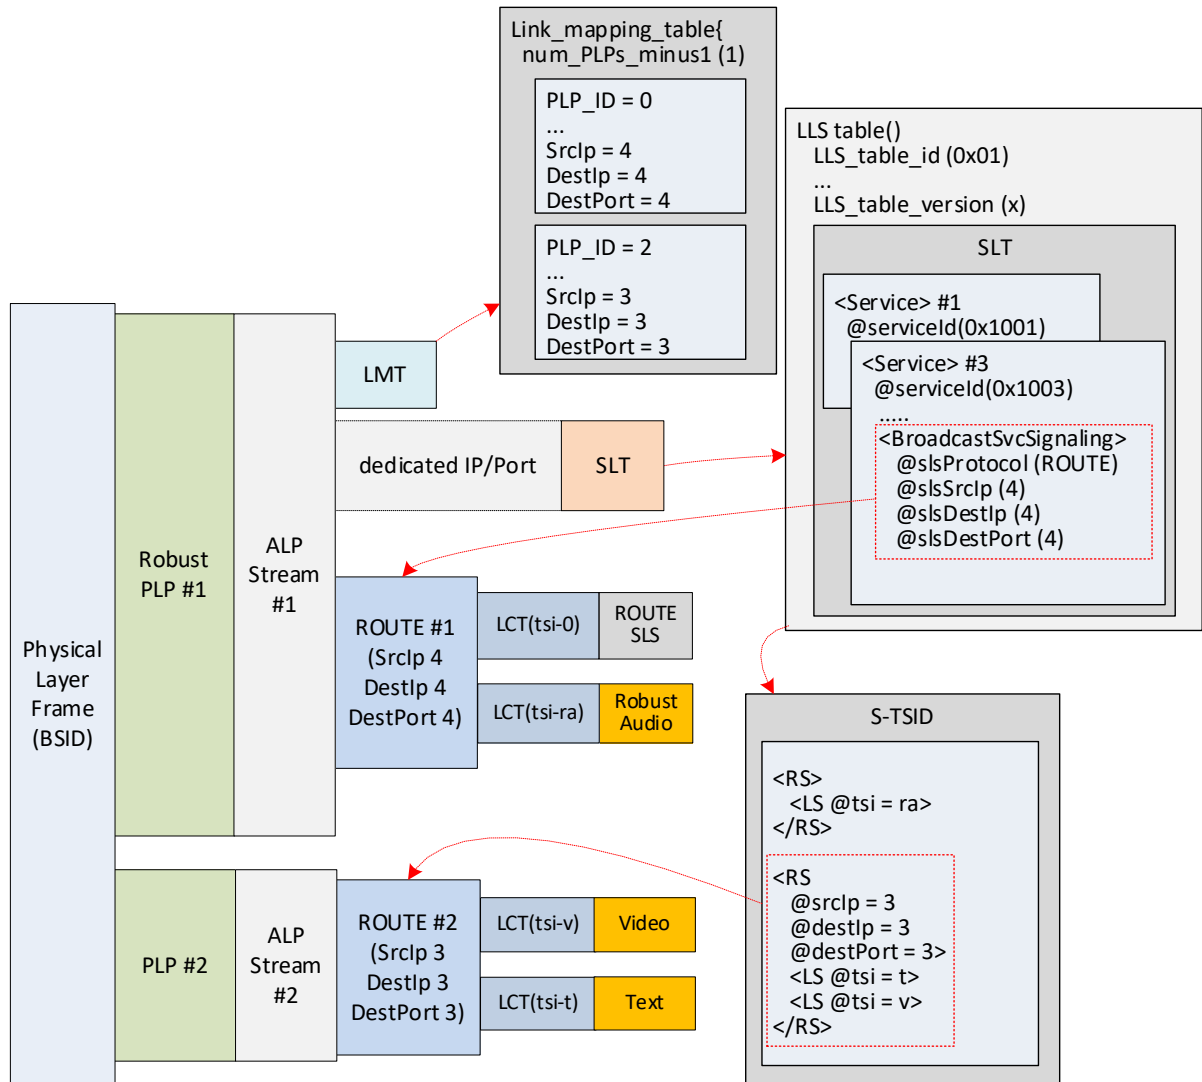 Link_mapping_table{
num_PLPs_minus1 (1)
PLP_ID = 0
...
SrcIp = 4
DestIp = 4
DestPort = 4
PLP_ID = 2
...
SrcIp = 3
DestIp = 3
DestPort = 3
LLS table()
LLS_table_id (0x01)
...
LLS_table_version (x)
SLT
<Service> #1
@serviceId(0x1001)
<Service> #3
@serviceId(0x1003)
.....
<BroadcastSvcSignaling>
@slsProtocol (ROUTE)
@slsSrcIp (4)
@slsDestIp (4)
@slsDestPort (4)
Physical
Layer
Frame
(BSID)
Robust
PLP #1
ALP
Stream
#1
LMT
dedicated IP/Port
SLT
ROUTE #1
(SrcIp 4
DestIp 4
DestPort 4)
LCT(tsi-0)
ROUTE
SLS
LCT(tsi-ra)
Robust
Audio
PLP #2
ALP
Stream
#2
ROUTE #2
(SrcIp 3
DestIp 3
DestPort 3)
LCT(tsi-v)
Video
LCT(tsi-t)
Text
S-TSID
<RS>
<LS @tsi = ra>
</RS>
<RS
@srcIp = 3
@destIp = 3
@destPort = 3>
<LS @tsi = t>
<LS @tsi = v>
</RS>